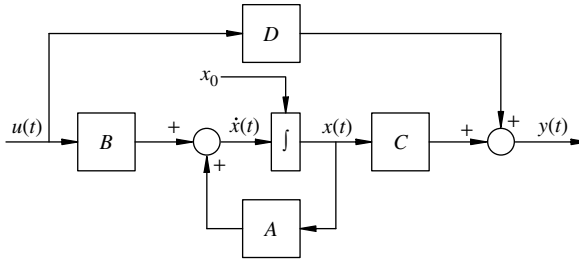 D
x₀
u(t)
B
+
+
ẋ(t)
∫
x(t)
C
+
+
y(t)
A